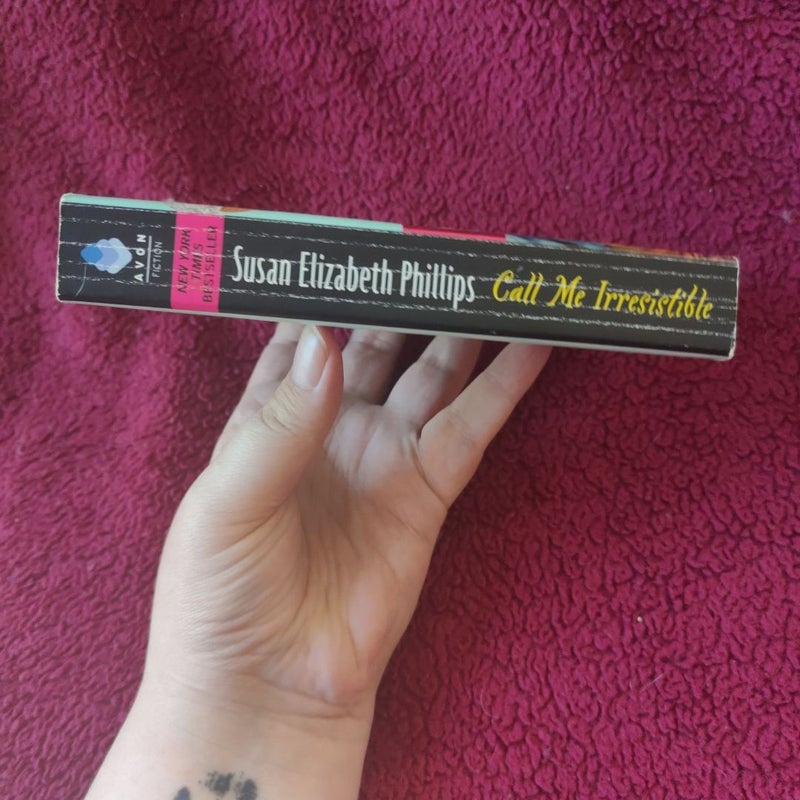 AVON
FICTION
NEW YORK
TIMES
BESTSELLER
Susan Elizabeth Phillips
Call Me Irresistible